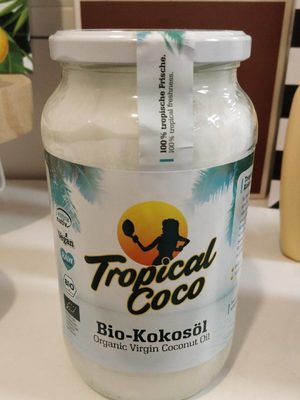 100% tropische Frische.
100% tropical freshness.
Vegan
BIO
Tropical
Coco
Bio-Kokosöl
Organic Virgin Coconut Oil